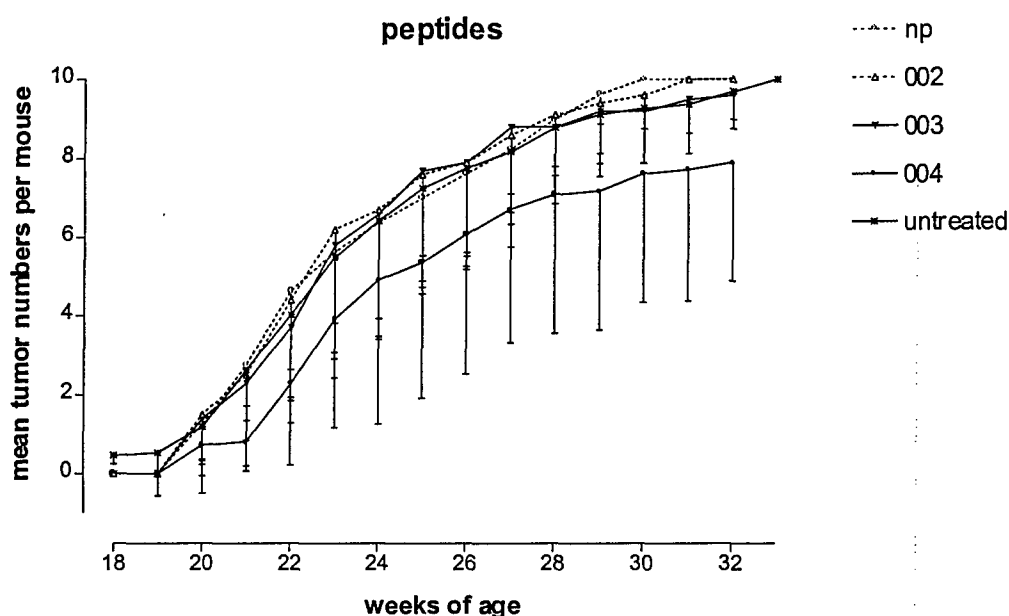 peptides
np
002
003
004
untreated
mean tumor numbers per mouse
10
8
6
4
2
0
18 20 22 24 26 28 30 32
weeks of age